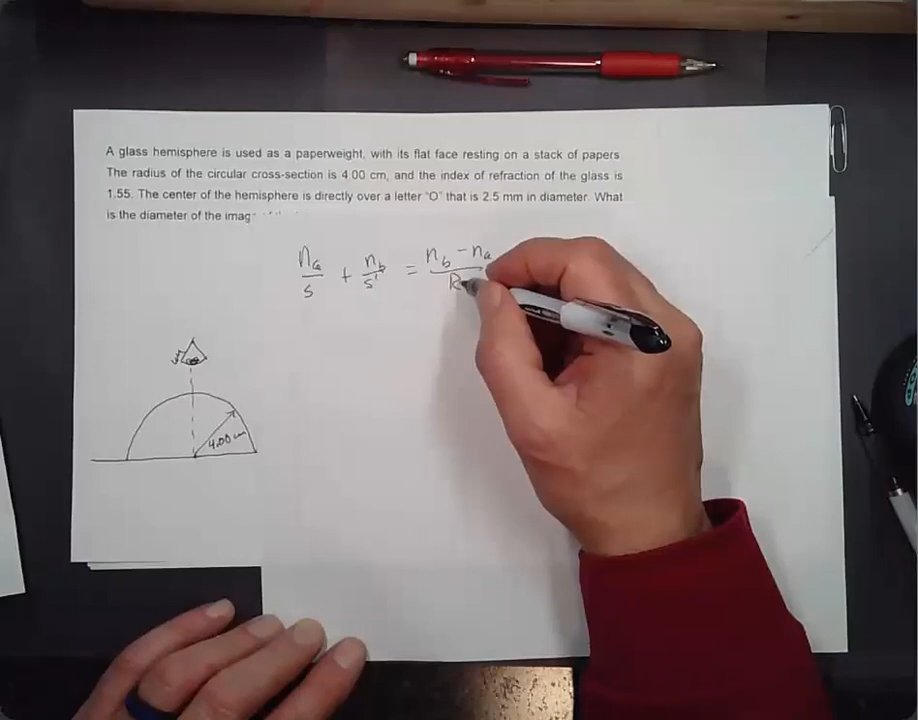 A glass hemisphere is used as a paperweight, with its flat face resting on a stack of papers
The radius of the circular cross-section is 4.00 cm, and the index of refraction of the glass is
1.55. The center of the hemisphere is directly over a letter "O" that is 2.5 mm in diameter. What
is the diameter of the imag
na/s + nb/s' = nb - na/R
4.00 cm